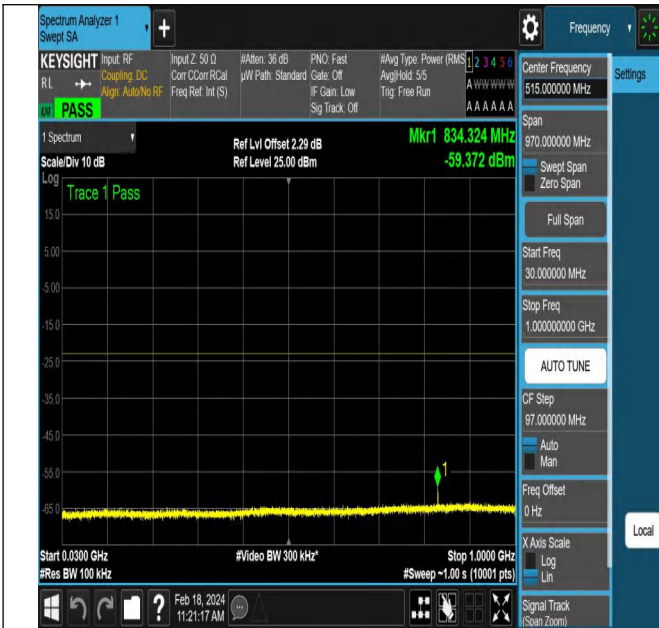 Spectrum Analyzer 1
Swept SA
+
Frequency
KEYSIGHT
RL
PASS
Input: RF
Coupling: DC
Align: Auto/No RF
Input Z: 50 Ω
Corr CCorr RCal
Freq Ref: Int (S)
#Atten: 36 dB
µW Path: Standard
PNO: Fast
Gate: Off
IF Gain: Low
Sig Track: Off
#Avg Type: Power (RMS
Avg|Hold: 5/5
Trig: Free Run
1 2 3 4 5 6
A W W W W W
A A A A A A
Center Frequency
515.000000 MHz
Settings
Span
970.000000 MHz
Swept Span
Zero Span
Full Span
Start Freq
30.000000 MHz
Stop Freq
1.000000000 GHz
AUTO TUNE
CF Step
97.000000 MHz
Auto
Man
Freq Offset
0 Hz
X Axis Scale
Log
Lin
Local
Signal Track
(Span Zoom)
1 Spectrum
Scale/Div 10 dB
Ref Lvl Offset 2.29 dB
Ref Level 25.00 dBm
Mkr1 834.324 MHz
-59.372 dBm
Log
Trace 1 Pass
15.0
5.00
-5.00
-15.0
-25.0
-35.0
-45.0
-55.0
-65.0
1
Start 0.0300 GHz
#Res BW 100 kHz
#Video BW 300 kHz*
Stop 1.0000 GHz
#Sweep ~1.00 s (10001 pts)
?
Feb 18, 2024
11:21:17 AM